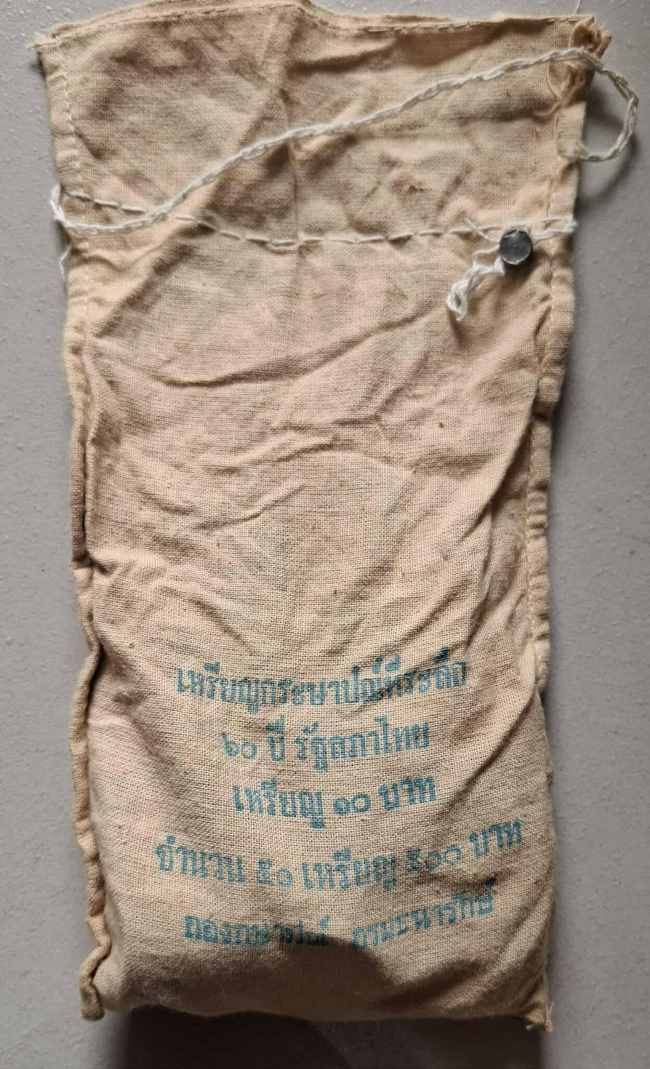 เหรียญกระษาปณ์ที่ระลึก
๖๐ ปี รัฐสภาไทย
เหรียญ ๑๐ บาท
จำนวน ๕๐ เหรียญ ๕๐๐ บาท
กองกษาปณ์ กรมธนารักษ์